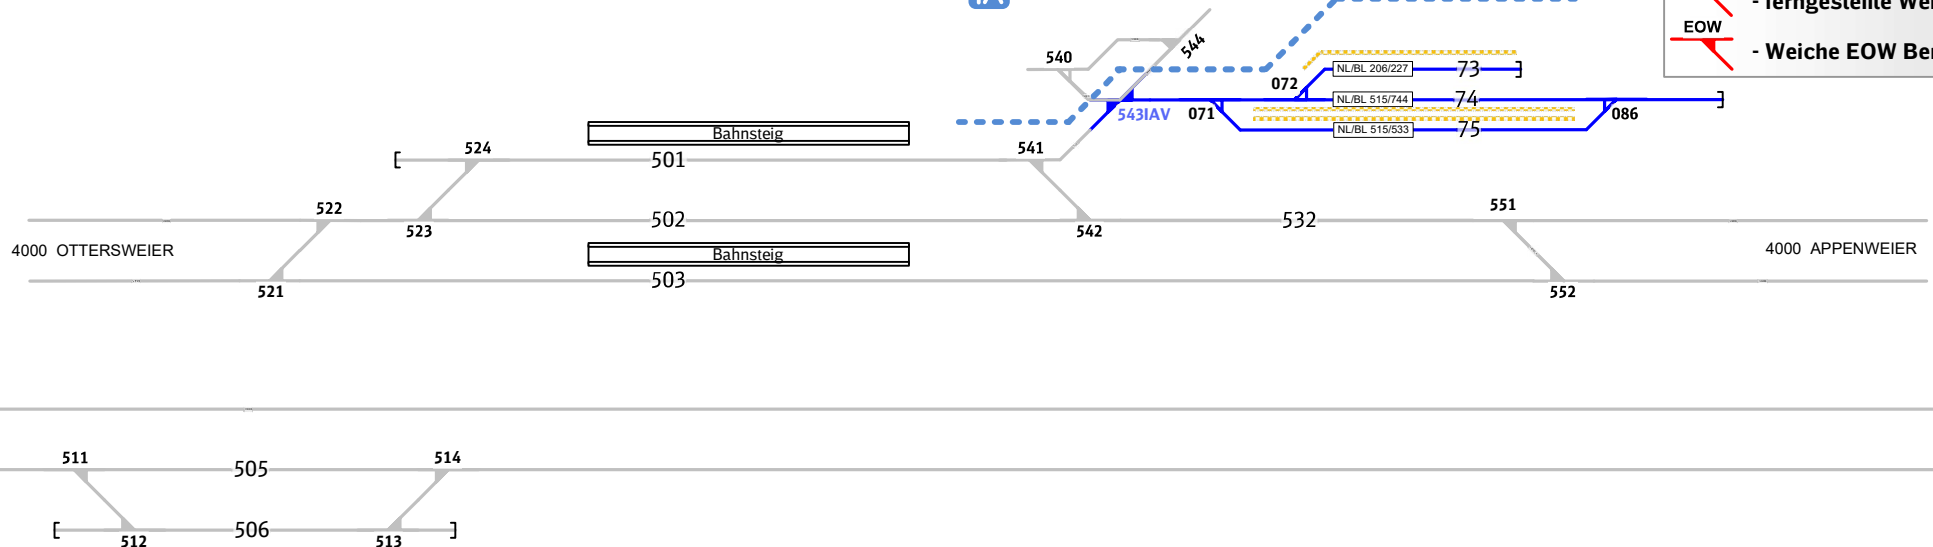 - ferngestellte Wei
EOW
- Weiche EOW Ber
544
540
072
NL/BL 206/227
73
543IAV
071
NL/BL 515/744
74
086
NL/BL 515/533
75
Bahnsteig
524
501
541
522
523
502
542
532
551
4000 OTTERSWEIER
Bahnsteig
4000 APPENWEIER
521
503
552
511
505
514
512
506
513